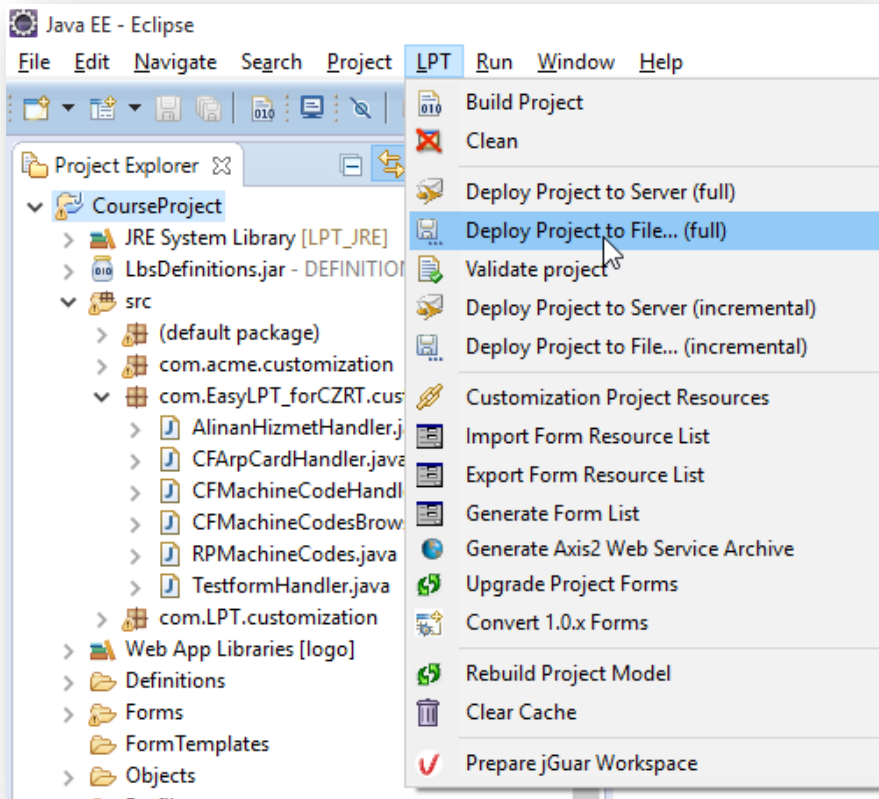 Java EE - Eclipse
File Edit Navigate Search Project LPT Run Window Help
Project Explorer
CourseProject
JRE System Library [LPT_JRE]
LbsDefinitions.jar - DEFINITION
src
(default package)
com.acme.customization
com.EasyLPT_forCZRT.cus
AlinanHizmetHandler.j
CFArpCardHandler.java
CFMachineCodeHandl
CFMachineCodesBrow
RPMachineCodes.java
TestformHandler.java
com.LPT.customization
Web App Libraries [logo]
Definitions
Forms
FormTemplates
Objects
Build Project
Clean
Deploy Project to Server (full)
Deploy Project to File... (full)
Validate project
Deploy Project to Server (incremental)
Deploy Project to File... (incremental)
Customization Project Resources
Import Form Resource List
Export Form Resource List
Generate Form List
Generate Axis2 Web Service Archive
Upgrade Project Forms
Convert 1.0.x Forms
Rebuild Project Model
Clear Cache
Prepare jGuar Workspace